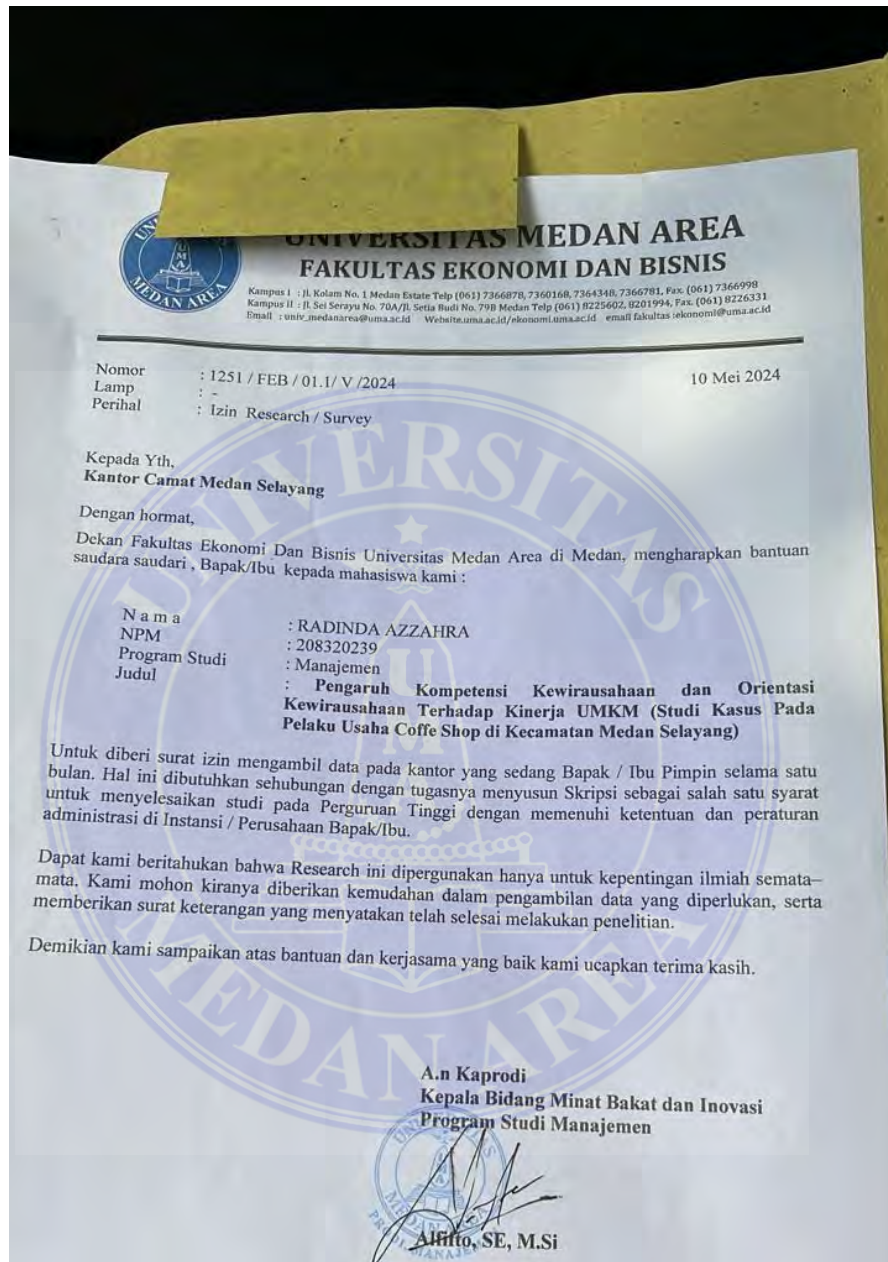 UNIVERSITAS MEDAN AREA
FAKULTAS EKONOMI DAN BISNIS
Kampus I : Jl. Kolam No. 1 Medan Estate Telp (061) 7366878, 7360168, 7364348, 7366781, Fax. (061) 7366998
Kampus II : Jl. Sei Serayu No. 70A/Jl. Setia Budi No. 79B Medan Telp (061) 8225602, 8201994, Fax. (061) 8226331
Email : univ_medanarea@uma.ac.id Website.uma.ac.id/ekonomi.uma.ac.id email fakultas :ekonomi@uma.ac.id
Nomor : 1251 / FEB / 01.1/ V /2024 10 Mei 2024
Lamp : -
Perihal : Izin Research / Survey
Kepada Yth,
Kantor Camat Medan Selayang
Dengan hormat,
Dekan Fakultas Ekonomi Dan Bisnis Universitas Medan Area di Medan, mengharapkan bantuan
saudara saudari , Bapak/Ibu kepada mahasiswa kami :
N a m a : RADINDA AZZAHRA
NPM : 208320239
Program Studi : Manajemen
Judul : Pengaruh Kompetensi Kewirausahaan dan Orientasi
Kewirausahaan Terhadap Kinerja UMKM (Studi Kasus Pada
Pelaku Usaha Coffe Shop di Kecamatan Medan Selayang)
Untuk diberi surat izin mengambil data pada kantor yang sedang Bapak / Ibu Pimpin selama satu
bulan. Hal ini dibutuhkan sehubungan dengan tugasnya menyusun Skripsi sebagai salah satu syarat
untuk menyelesaikan studi pada Perguruan Tinggi dengan memenuhi ketentuan dan peraturan
administrasi di Instansi / Perusahaan Bapak/Ibu.
Dapat kami beritahukan bahwa Research ini dipergunakan hanya untuk kepentingan ilmiah semata–
mata. Kami mohon kiranya diberikan kemudahan dalam pengambilan data yang diperlukan, serta
memberikan surat keterangan yang menyatakan telah selesai melakukan penelitian.
Demikian kami sampaikan atas bantuan dan kerjasama yang baik kami ucapkan terima kasih.
A.n Kaprodi
Kepala Bidang Minat Bakat dan Inovasi
Program Studi Manajemen
Alfifto, SE, M.Si
UNIVERSITAS
MEDAN AREA
UMA
MEDAN AREA